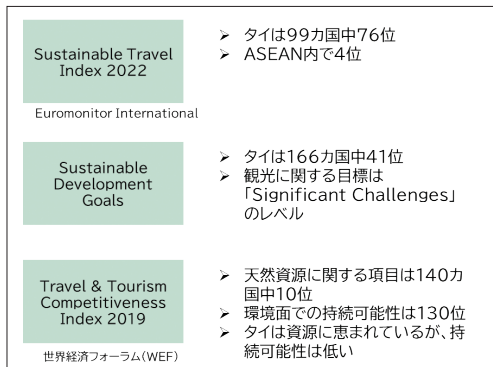 Sustainable Travel
Index 2022
Euromonitor International
➤ タイは99カ国中76位
➤ ASEAN内で4位
Sustainable
Development
Goals
➤ タイは166カ国中41位
➤ 観光に関する目標は
「Significant Challenges」
のレベル
Travel & Tourism
Competitiveness
Index 2019
世界経済フォーラム(WEF)
➤ 天然資源に関する項目は140カ
国中10位
➤ 環境面での持続可能性は130位
➤ タイは資源に恵まれているが、持
続可能性は低い